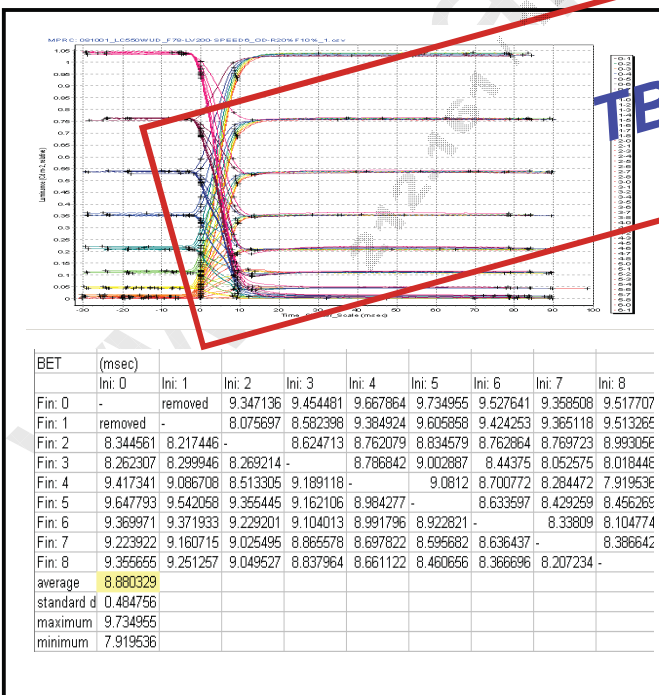 MPRC: 081001_LC550WUD_F78-LV200-SPEED6_OD-R20%F10%_1.csv
1.05
1
0.95
0.9
0.85
0.8
0.75
0.7
0.65
0.6
0.55
0.5
0.45
0.4
0.35
0.3
0.25
0.2
0.15
0.1
0.05
0
-30 -20 -10 0 10 20 30 40 50 60 70 80 90 100
TB
BET (msec)
Ini: 0 Ini: 1 Ini: 2 Ini: 3 Ini: 4 Ini: 5 Ini: 6 Ini: 7 Ini: 8
Fin: 0 - removed 9.347136 9.454481 9.667864 9.734955 9.527641 9.358508 9.517707
Fin: 1 removed - 8.075697 8.582398 9.384924 9.605858 9.424253 9.365118 9.513265
Fin: 2 8.344561 8.217446 - 8.624713 8.762079 8.834579 8.762864 8.769723 8.993056
Fin: 3 8.262307 8.299946 8.269214 - 8.786842 9.002887 8.44375 8.052575 8.018448
Fin: 4 9.417341 9.086708 8.513305 9.189118 - 9.0812 8.700772 8.284472 7.919536
Fin: 5 9.647793 9.542058 9.355445 9.162106 8.984277 - 8.633597 8.429259 8.456269
Fin: 6 9.369971 9.371933 9.229201 9.104013 8.991796 8.922821 - 8.33809 8.104774
Fin: 7 9.223922 9.160715 9.025495 8.865578 8.697822 8.595682 8.636437 - 8.386642
Fin: 8 9.355655 9.251257 9.049527 8.837964 8.661122 8.460656 8.366696 8.207234 -
average 8.880329
standard d 0.484756
maximum 9.734955
minimum 7.919536